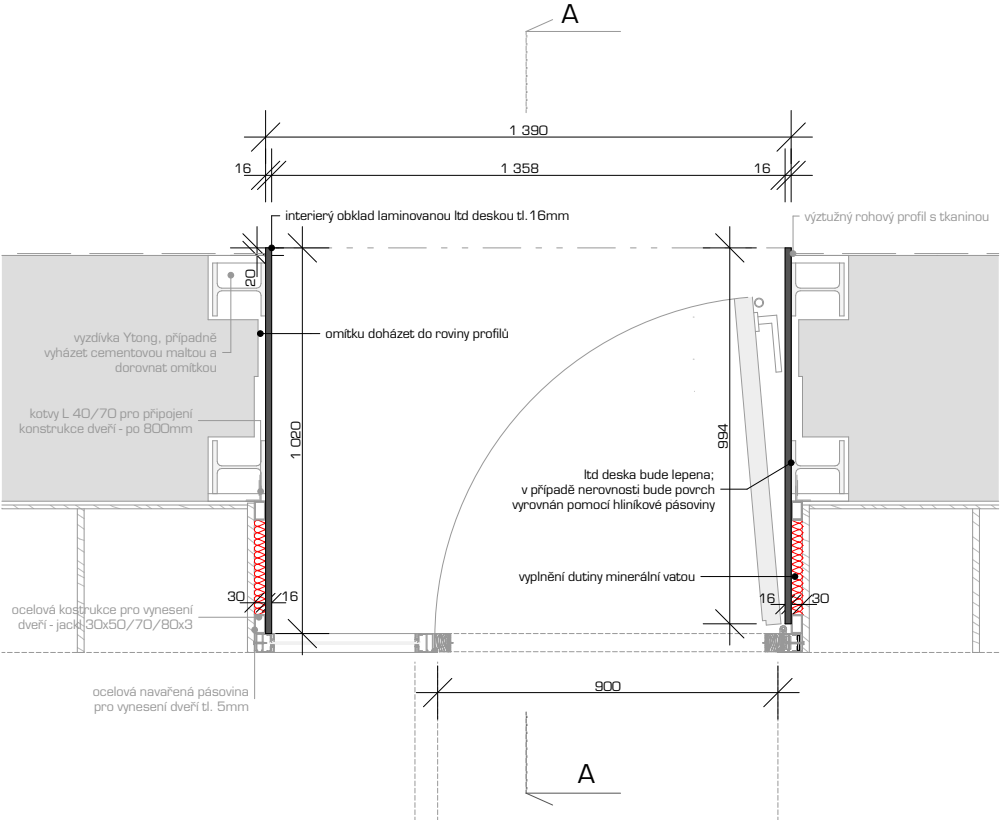 A
1 390
16
1 358
16
interierý obklad laminovanou ltd deskou tl.16mm
výztužný rohový profil s tkaninou
20
vyzdívka Ytong, případně
vyházet cementovou maltou a
dorovnat omítkou
omítku doházet do roviny profilů
kotvy L 40/70 pro připojení
konstrukce dveří - po 800mm
1 020
994
ltd deska bude lepena;
v případě nerovnosti bude povrch
vyrovnán pomocí hliníkové pásoviny
vyplnění dutiny minerální vatou
30
16
16
30
ocelová kostrukce pro vynesení
dveří - jackl 30x50/70/80x3
ocelová navařená pásovina
pro vynesení dveří tl. 5mm
900
A